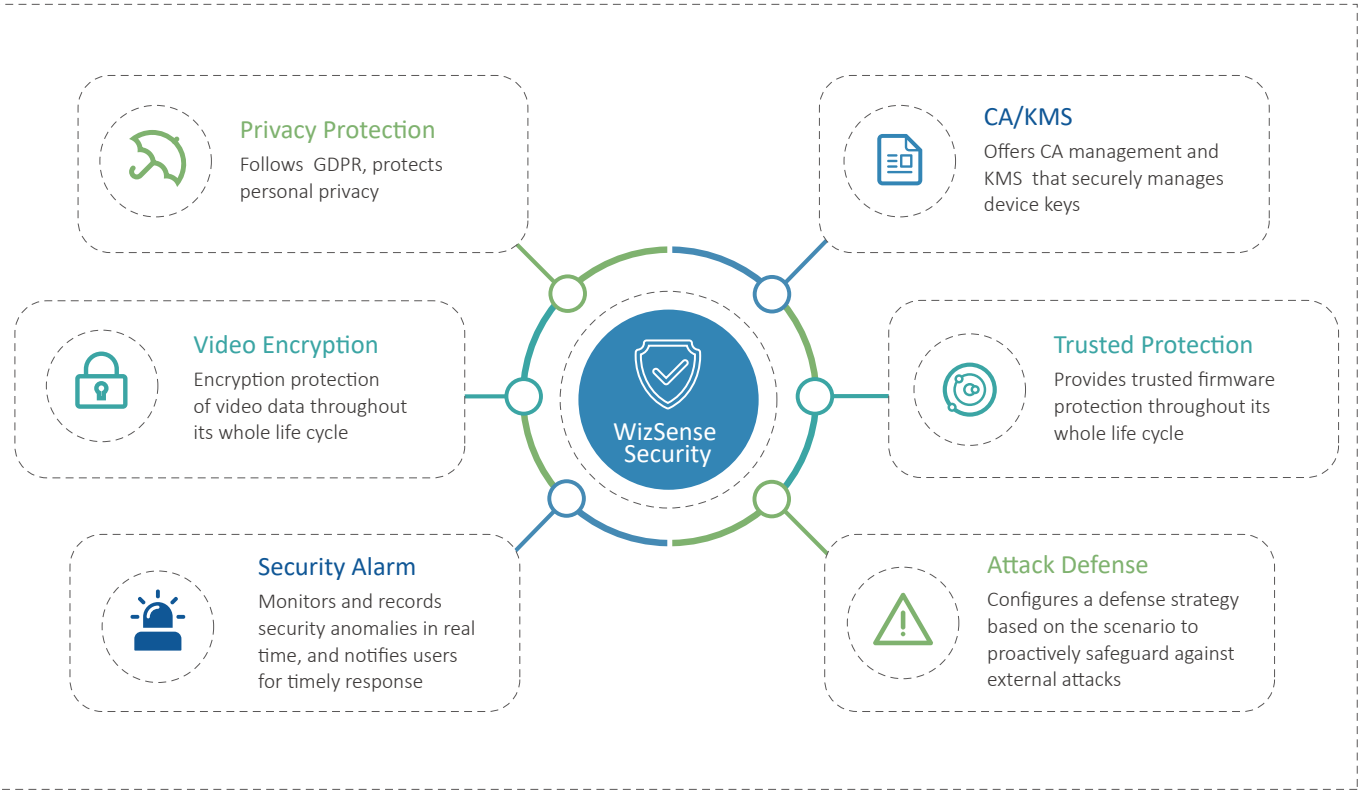 Privacy Protection
Follows GDPR, protects
personal privacy
CA/KMS
Offers CA management and
KMS that securely manages
device keys
Video Encryption
Encryption protection
of video data throughout
its whole life cycle
WizSense
Security
Trusted Protection
Provides trusted firmware
protection throughout its
whole life cycle
Security Alarm
Monitors and records
security anomalies in real
time, and notifies users
for timely response
Attack Defense
Configures a defense strategy
based on the scenario to
proactively safeguard against
external attacks